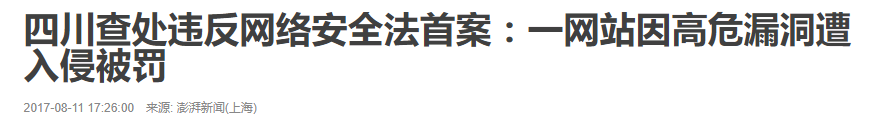 四川查处违反网络安全法首案：一网站因高危漏洞遭
入侵被罚
2017-08-11 17:26:00 来源: 澎湃新闻(上海)